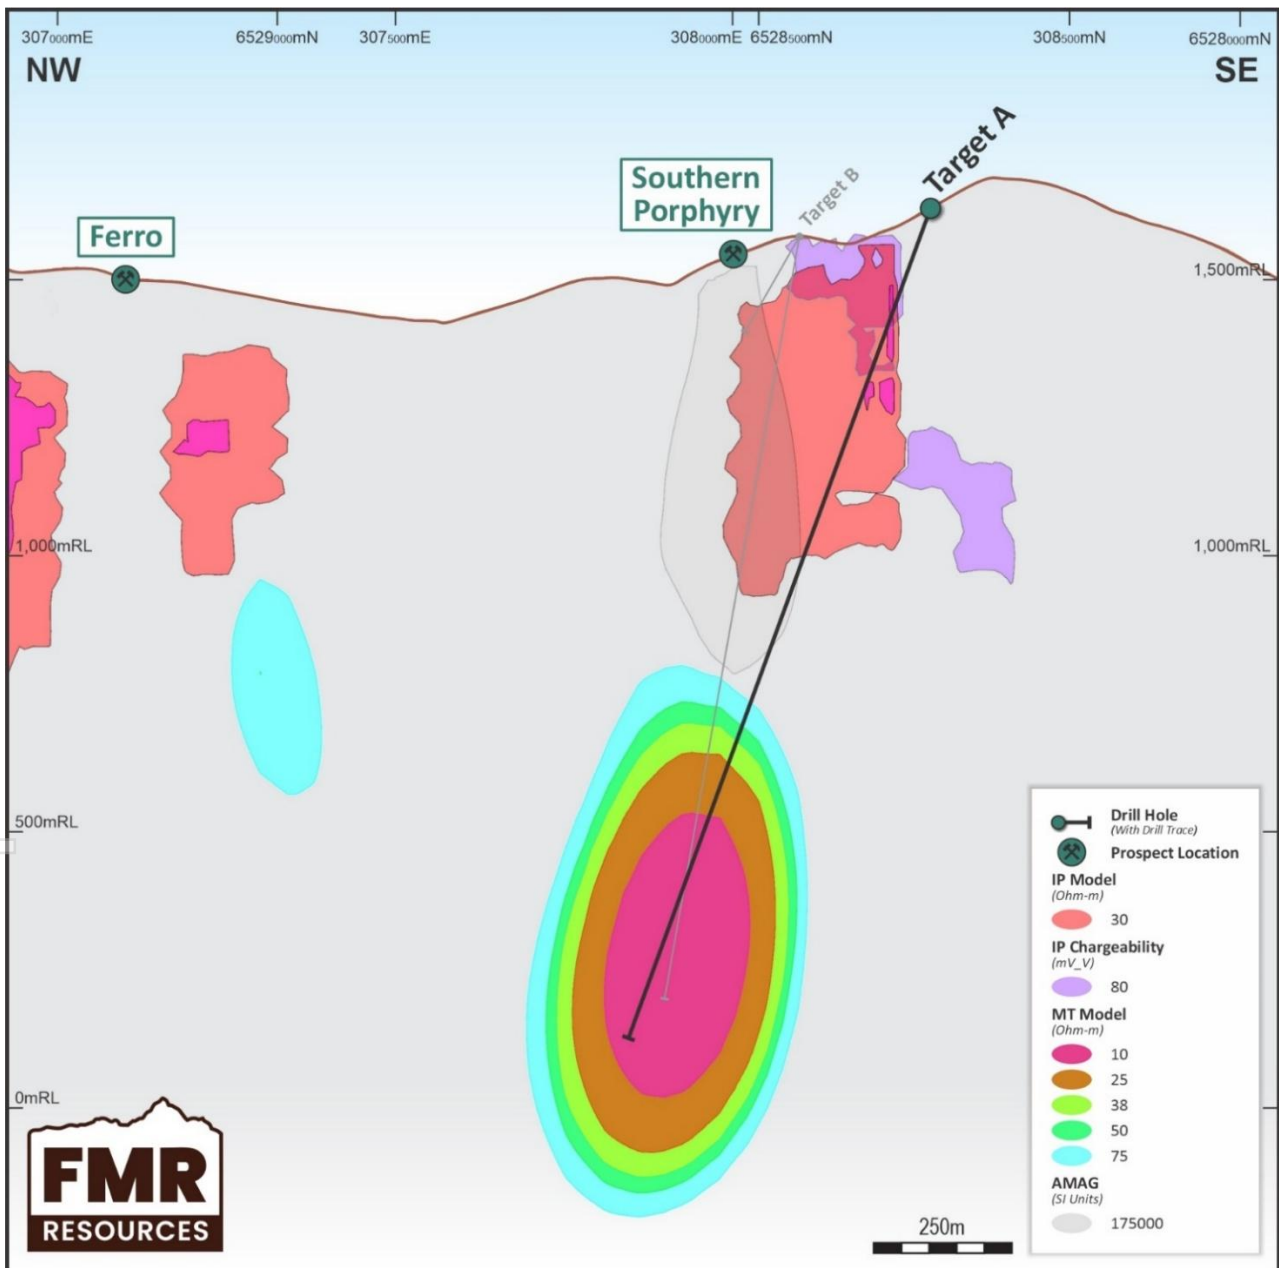 307000mE
6529000mN
307500mE
308000mE
6528500mN
308500mN
6528000mN
NW
SE
Target A
Target B
Southern
Porphyry
Ferro
1,500mRL
1,000mRL
1,000mRL
500mRL
0mRL
Drill Hole
(With Drill Trace)
Prospect Location
IP Model
(Ohm-m)
30
IP Chargeability
(mV_V)
80
MT Model
(Ohm-m)
10
25
38
50
75
AMAG
(SI Units)
175000
250m
FMR
RESOURCES